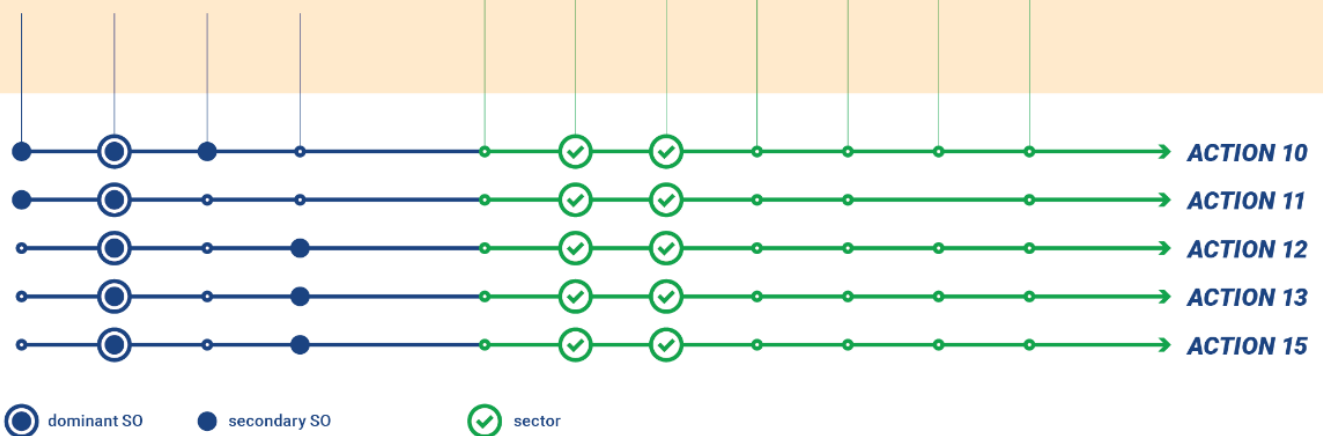 ACTION 10
ACTION 11
ACTION 12
ACTION 13
ACTION 15
dominant SO secondary SO sector